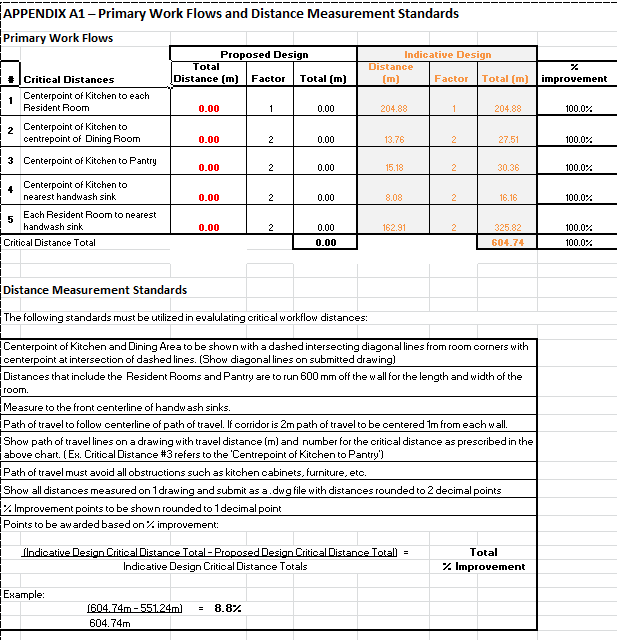 APPENDIX A1 – Primary Work Flows and Distance Measurement Standards
Primary Work Flows
Proposed Design Indicative Design
# Critical Distances Total Distance (m) Factor Total (m) Distance (m) Factor Total (m) % improvement
1 Centerpoint of Kitchen to each Resident Room 0.00 1 0.00 204.88 1 204.88 100.0%
2 Centerpoint of Kitchen to centrepoint of Dining Room 0.00 2 0.00 13.76 2 27.51 100.0%
3 Centerpoint of Kitchen to Pantry 0.00 2 0.00 15.18 2 30.36 100.0%
4 Centerpoint of Kitchen to nearest handwash sink 0.00 2 0.00 8.08 2 16.16 100.0%
5 Each Resident Room to nearest handwash sink 0.00 2 0.00 162.91 2 325.82 100.0%
Critical Distance Total 0.00 604.74 100.0%
Distance Measurement Standards
The following standards must be utilized in evalulating critical workflow distances:
Centerpoint of Kitchen and Dining Area to be shown with a dashed intersecting diagonal lines from room corners with
centerpoint at intersection of dashed lines. (Show diagonal lines on submitted drawing)
Distances that include the Resident Rooms and Pantry are to run 600 mm off the wall for the length and width of the
room.
Measure to the front centerline of handwash sinks.
Path of travel to follow centerline of path of travel. If corridor is 2m path of travel to be centered 1m from each wall.
Show path of travel lines on a drawing with travel distance (m) and number for the critical distance as prescribed in the
above chart. ( Ex. Critical Distance #3 refers to the 'Centrepoint of Kitchen to Pantry')
Path of travel must avoid all obstructions such as kitchen cabinets, furniture, etc.
Show all distances measured on 1 drawing and submit as a .dwg file with distances rounded to 2 decimal points
% Improvement points to be shown rounded to 1 decimal point
Points to be awarded based on % improvement:
(Indicative Design Critical Distance Total - Proposed Design Critical Distance Total) = Total
Indicative Design Critical Distance Totals % Improvement
Example:
(604.74m - 551.24m) = 8.8%
604.74m